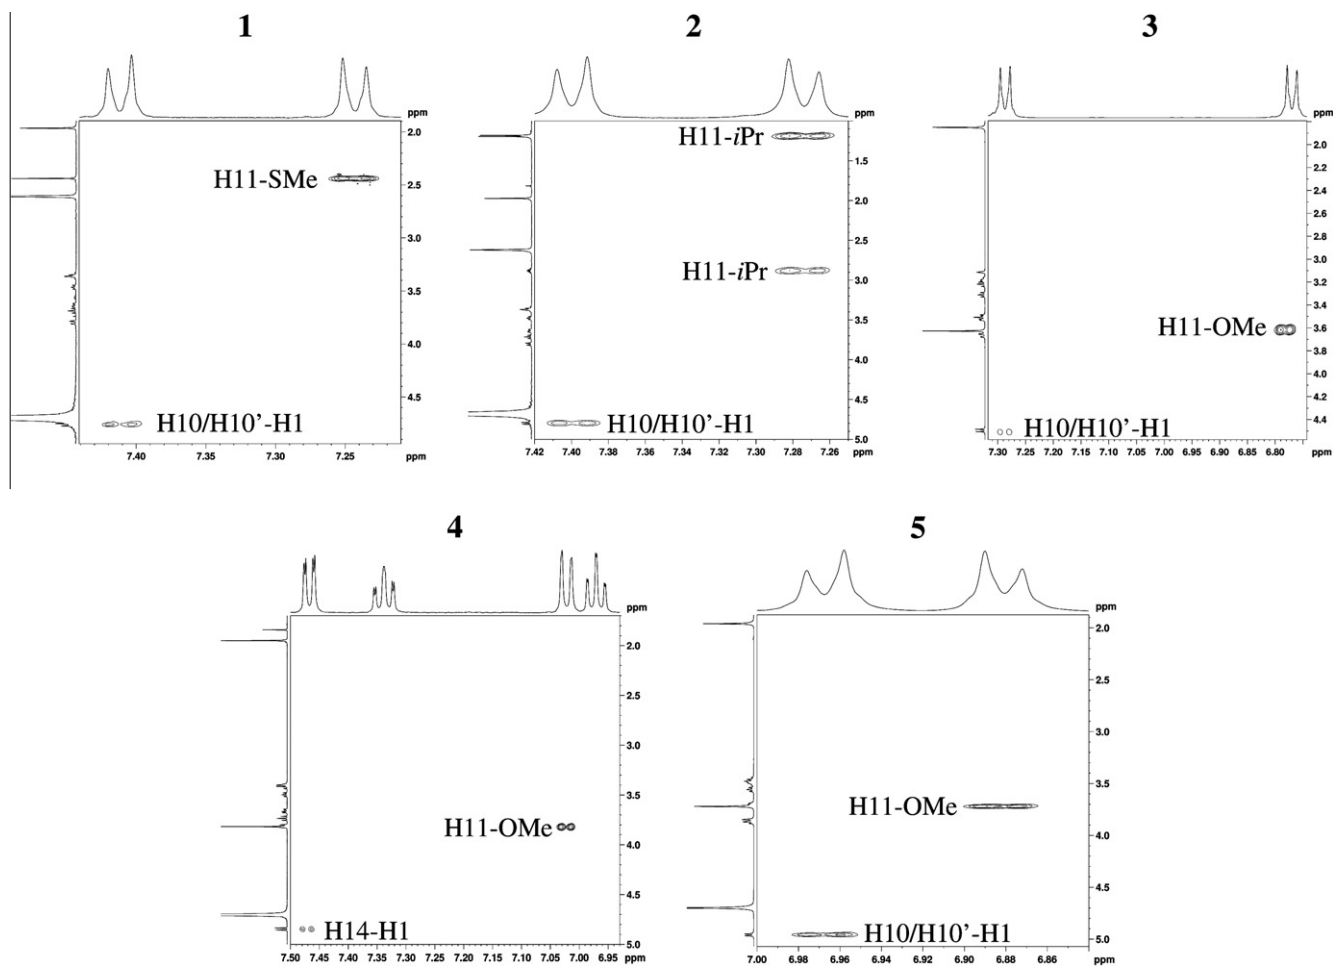 1
2
3
ppm
2.0
2.5
3.0
3.5
4.0
4.5
H11-SMe
H10/H10’-H1
7.40 7.35 7.30 7.25 ppm
ppm
1.5
2.0
2.5
3.0
3.5
4.0
4.5
5.0
H11-iPr
H11-iPr
H10/H10’-H1
7.42 7.40 7.38 7.36 7.34 7.32 7.30 7.28 7.26 ppm
ppm
2.0
2.2
2.4
2.6
2.8
3.0
3.2
3.4
3.6
3.8
4.0
4.2
4.4
H11-OMe
H10/H10’-H1
7.30 7.25 7.20 7.15 7.10 7.05 7.00 6.95 6.90 6.85 6.80 ppm
4
5
ppm
2.0
2.5
3.0
3.5
4.0
4.5
5.0
H11-OMe
H14-H1
7.50 7.45 7.40 7.35 7.30 7.25 7.20 7.15 7.10 7.05 7.00 6.95 ppm
ppm
2.0
2.5
3.0
3.5
4.0
4.5
5.0
H11-OMe
H10/H10’-H1
7.00 6.98 6.96 6.94 6.92 6.90 6.88 6.86 ppm